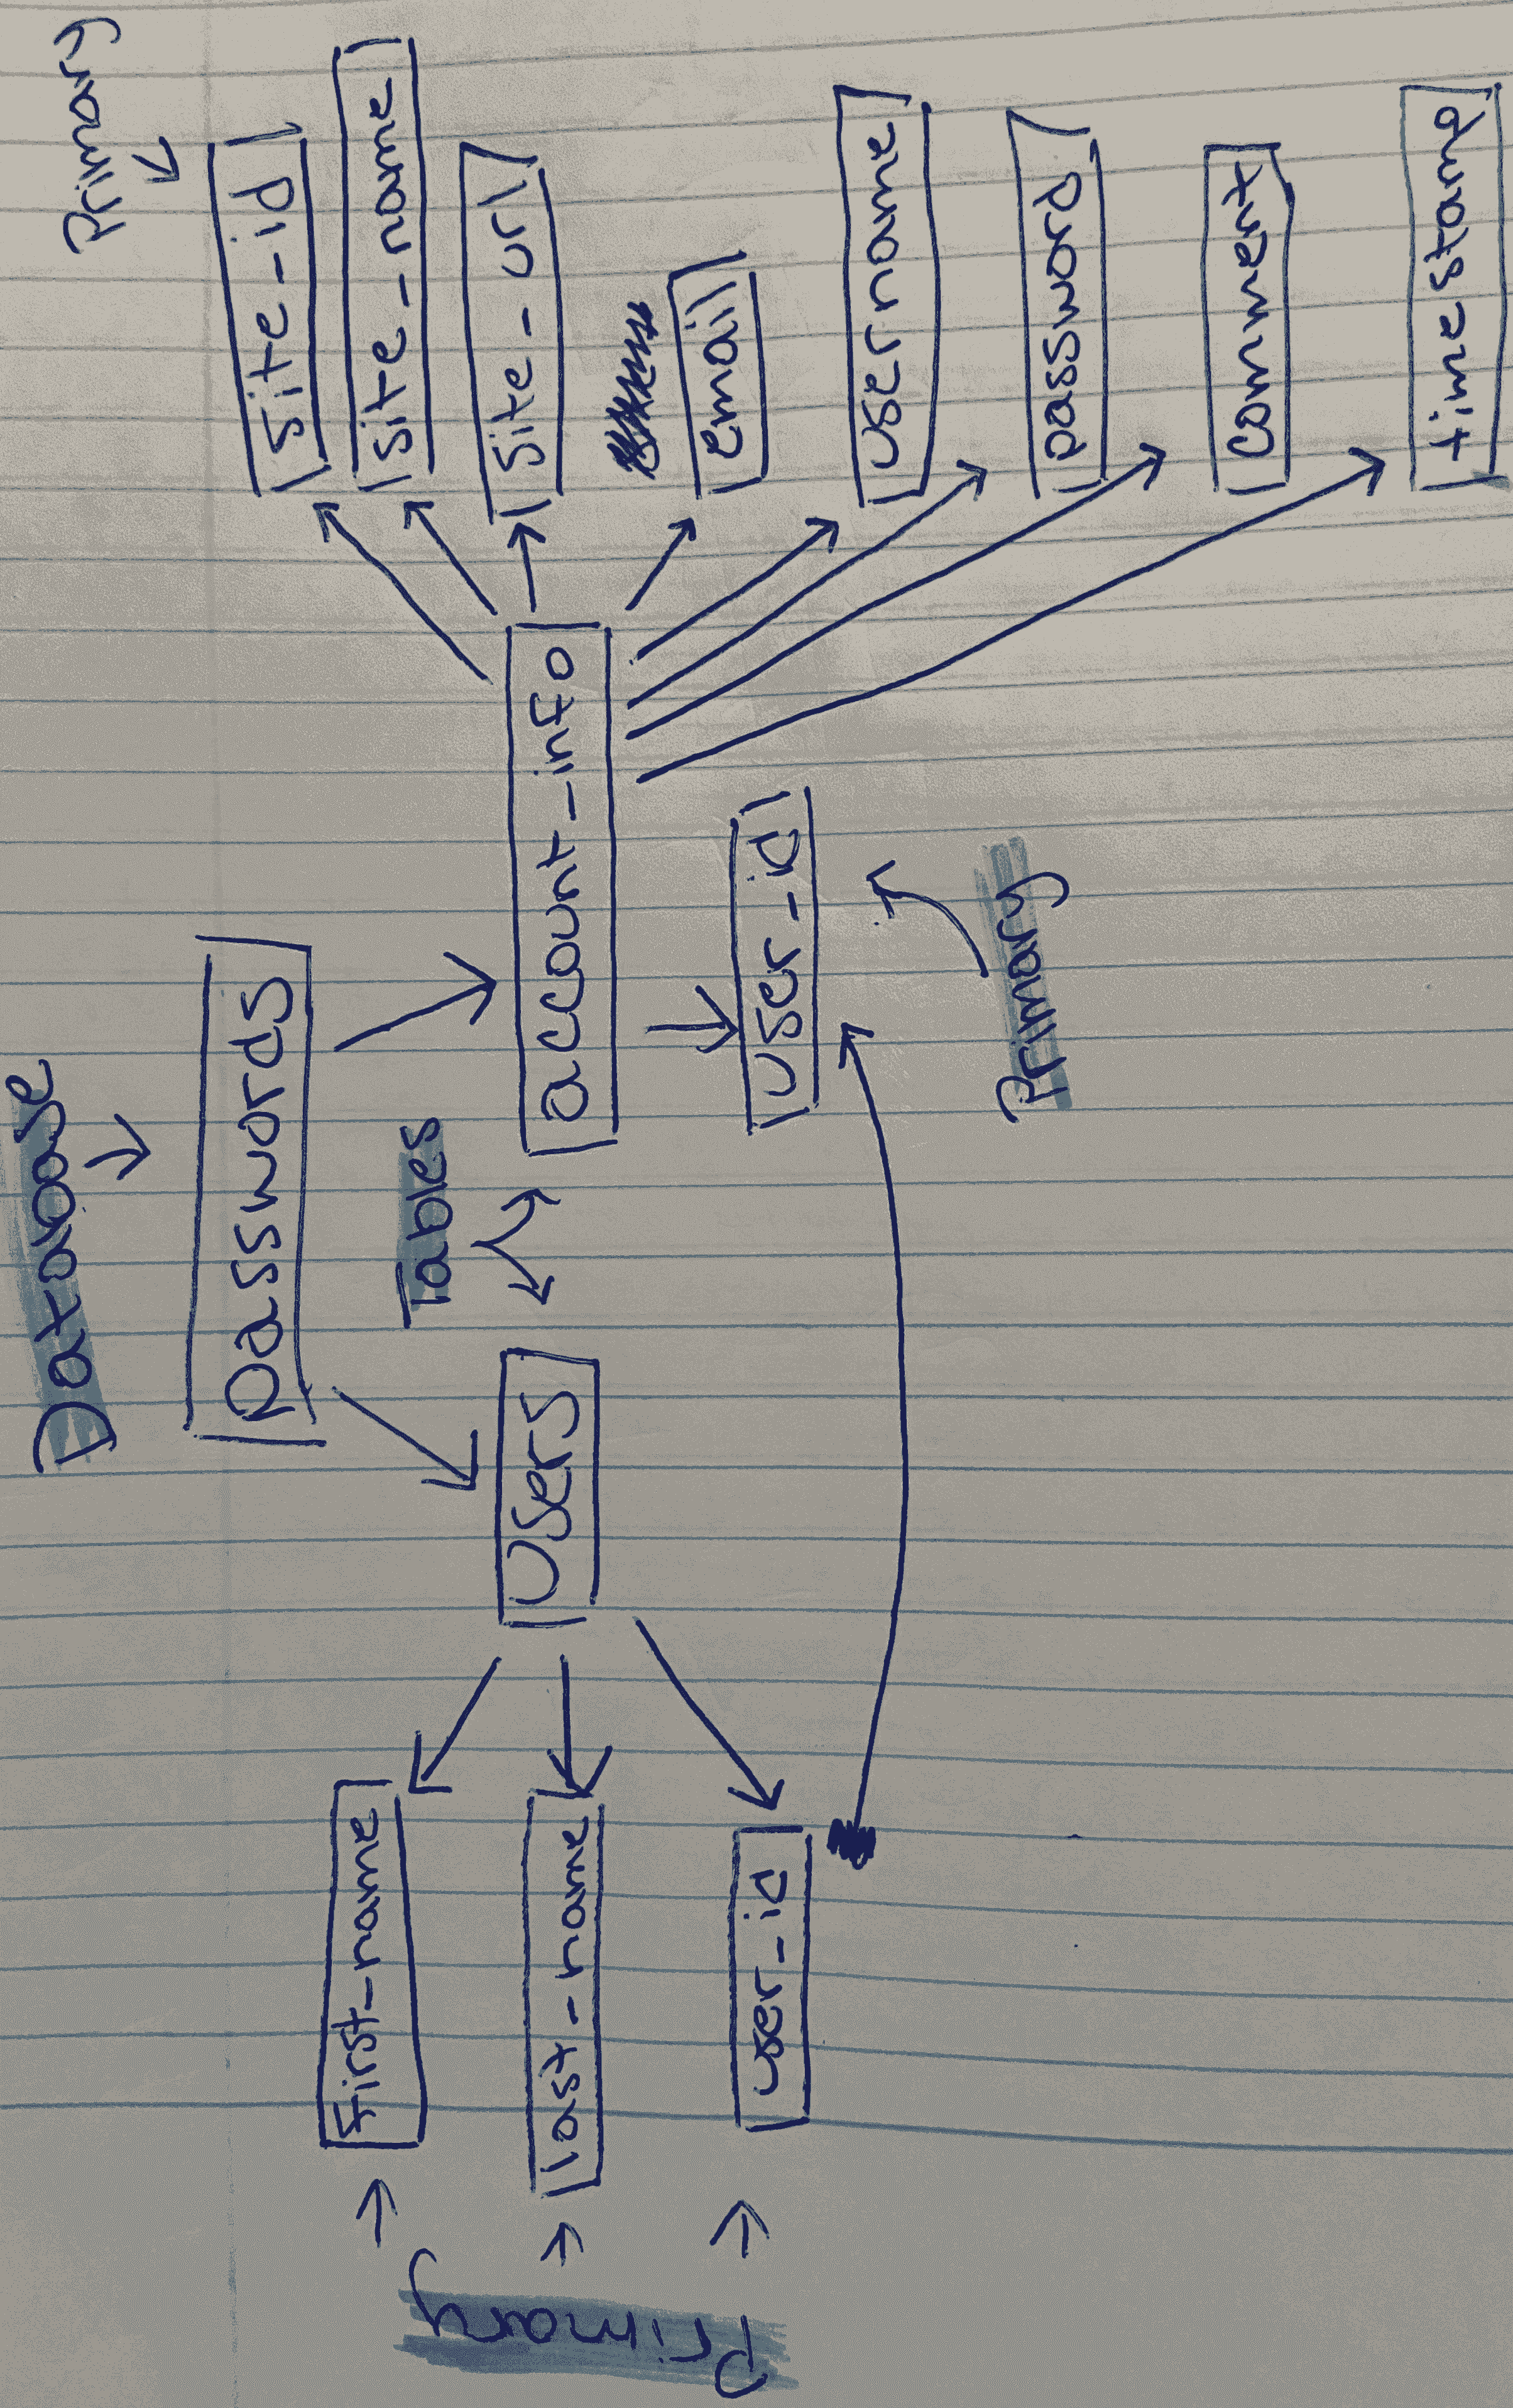 Database
passwords
Tables
users
account_info
first_name
last_name
user_id
Primary
user_id
Primary
Primary
site_id
site_name
site_url
email
username
password
comment
timestamp